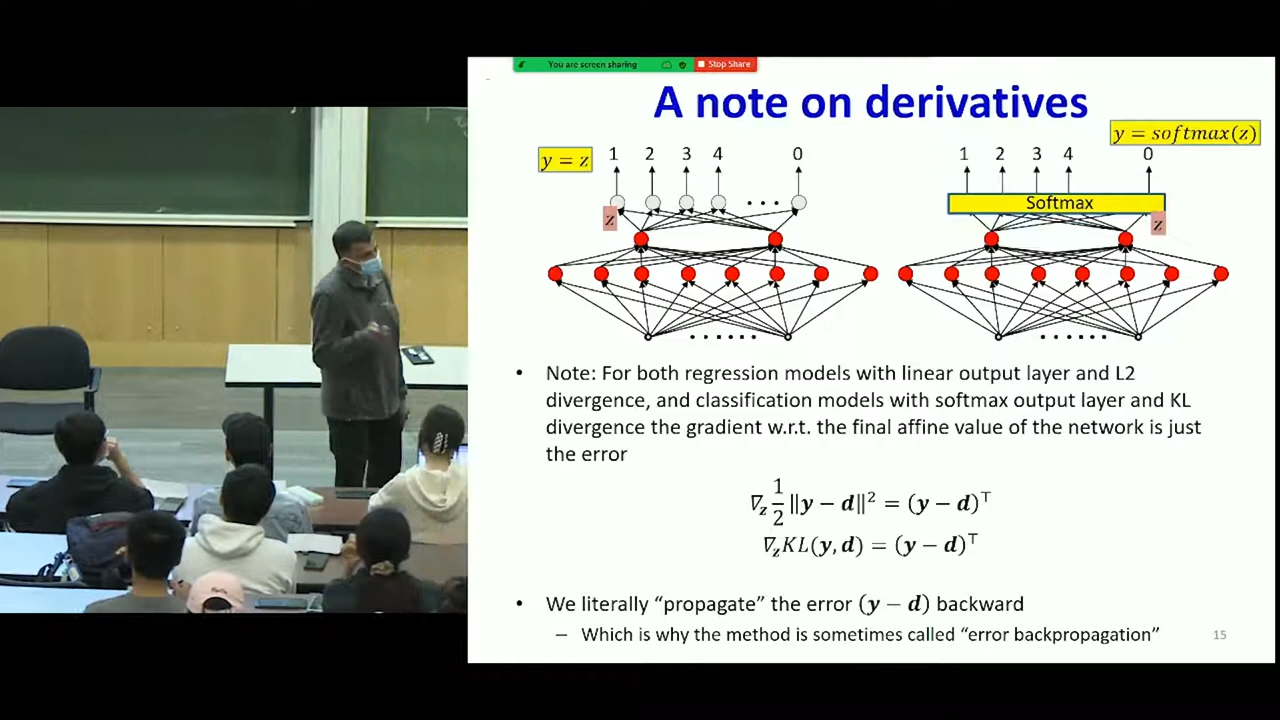 You are screen sharing
Stop Share
A note on derivatives
y = softmax(z)
y = z
1 2 3 4 0
1 2 3 4 0
z
Softmax
z
• Note: For both regression models with linear output layer and L2
divergence, and classification models with softmax output layer and KL
divergence the gradient w.r.t. the final affine value of the network is just
the error
∇z 1/2 ‖y − d‖² = (y − d)⊤
∇zKL(y, d) = (y − d)⊤
• We literally “propagate” the error (y − d) backward
– Which is why the method is sometimes called “error backpropagation”
15